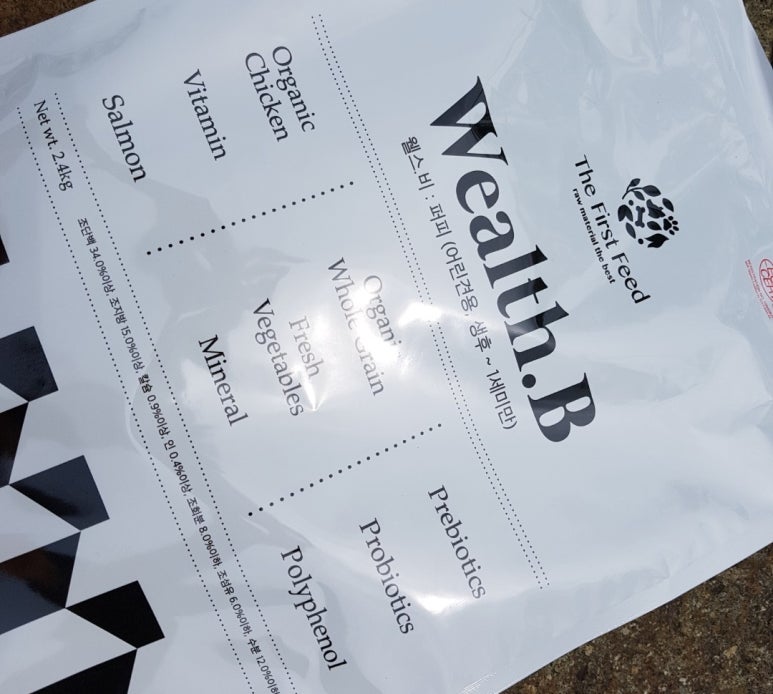 The First Feed
raw material the best
Wealth.B
웰스.비 : 퍼피 (어린견용, 생후 ~ 1세미만)
Organic
Chicken
Vitamin
Salmon
Organic
Whole Grain
Fresh
Vegetables
Mineral
Prebiotics
Probiotics
Polyphenol
조단백 34.0%이상, 조지방 15.0%이상, 칼슘 0.9%이상, 인 0.4%이상, 조회분 8.0%이하, 조섬유 6.0%이하, 수분 12.0%이하
Net wt. 2.4kg